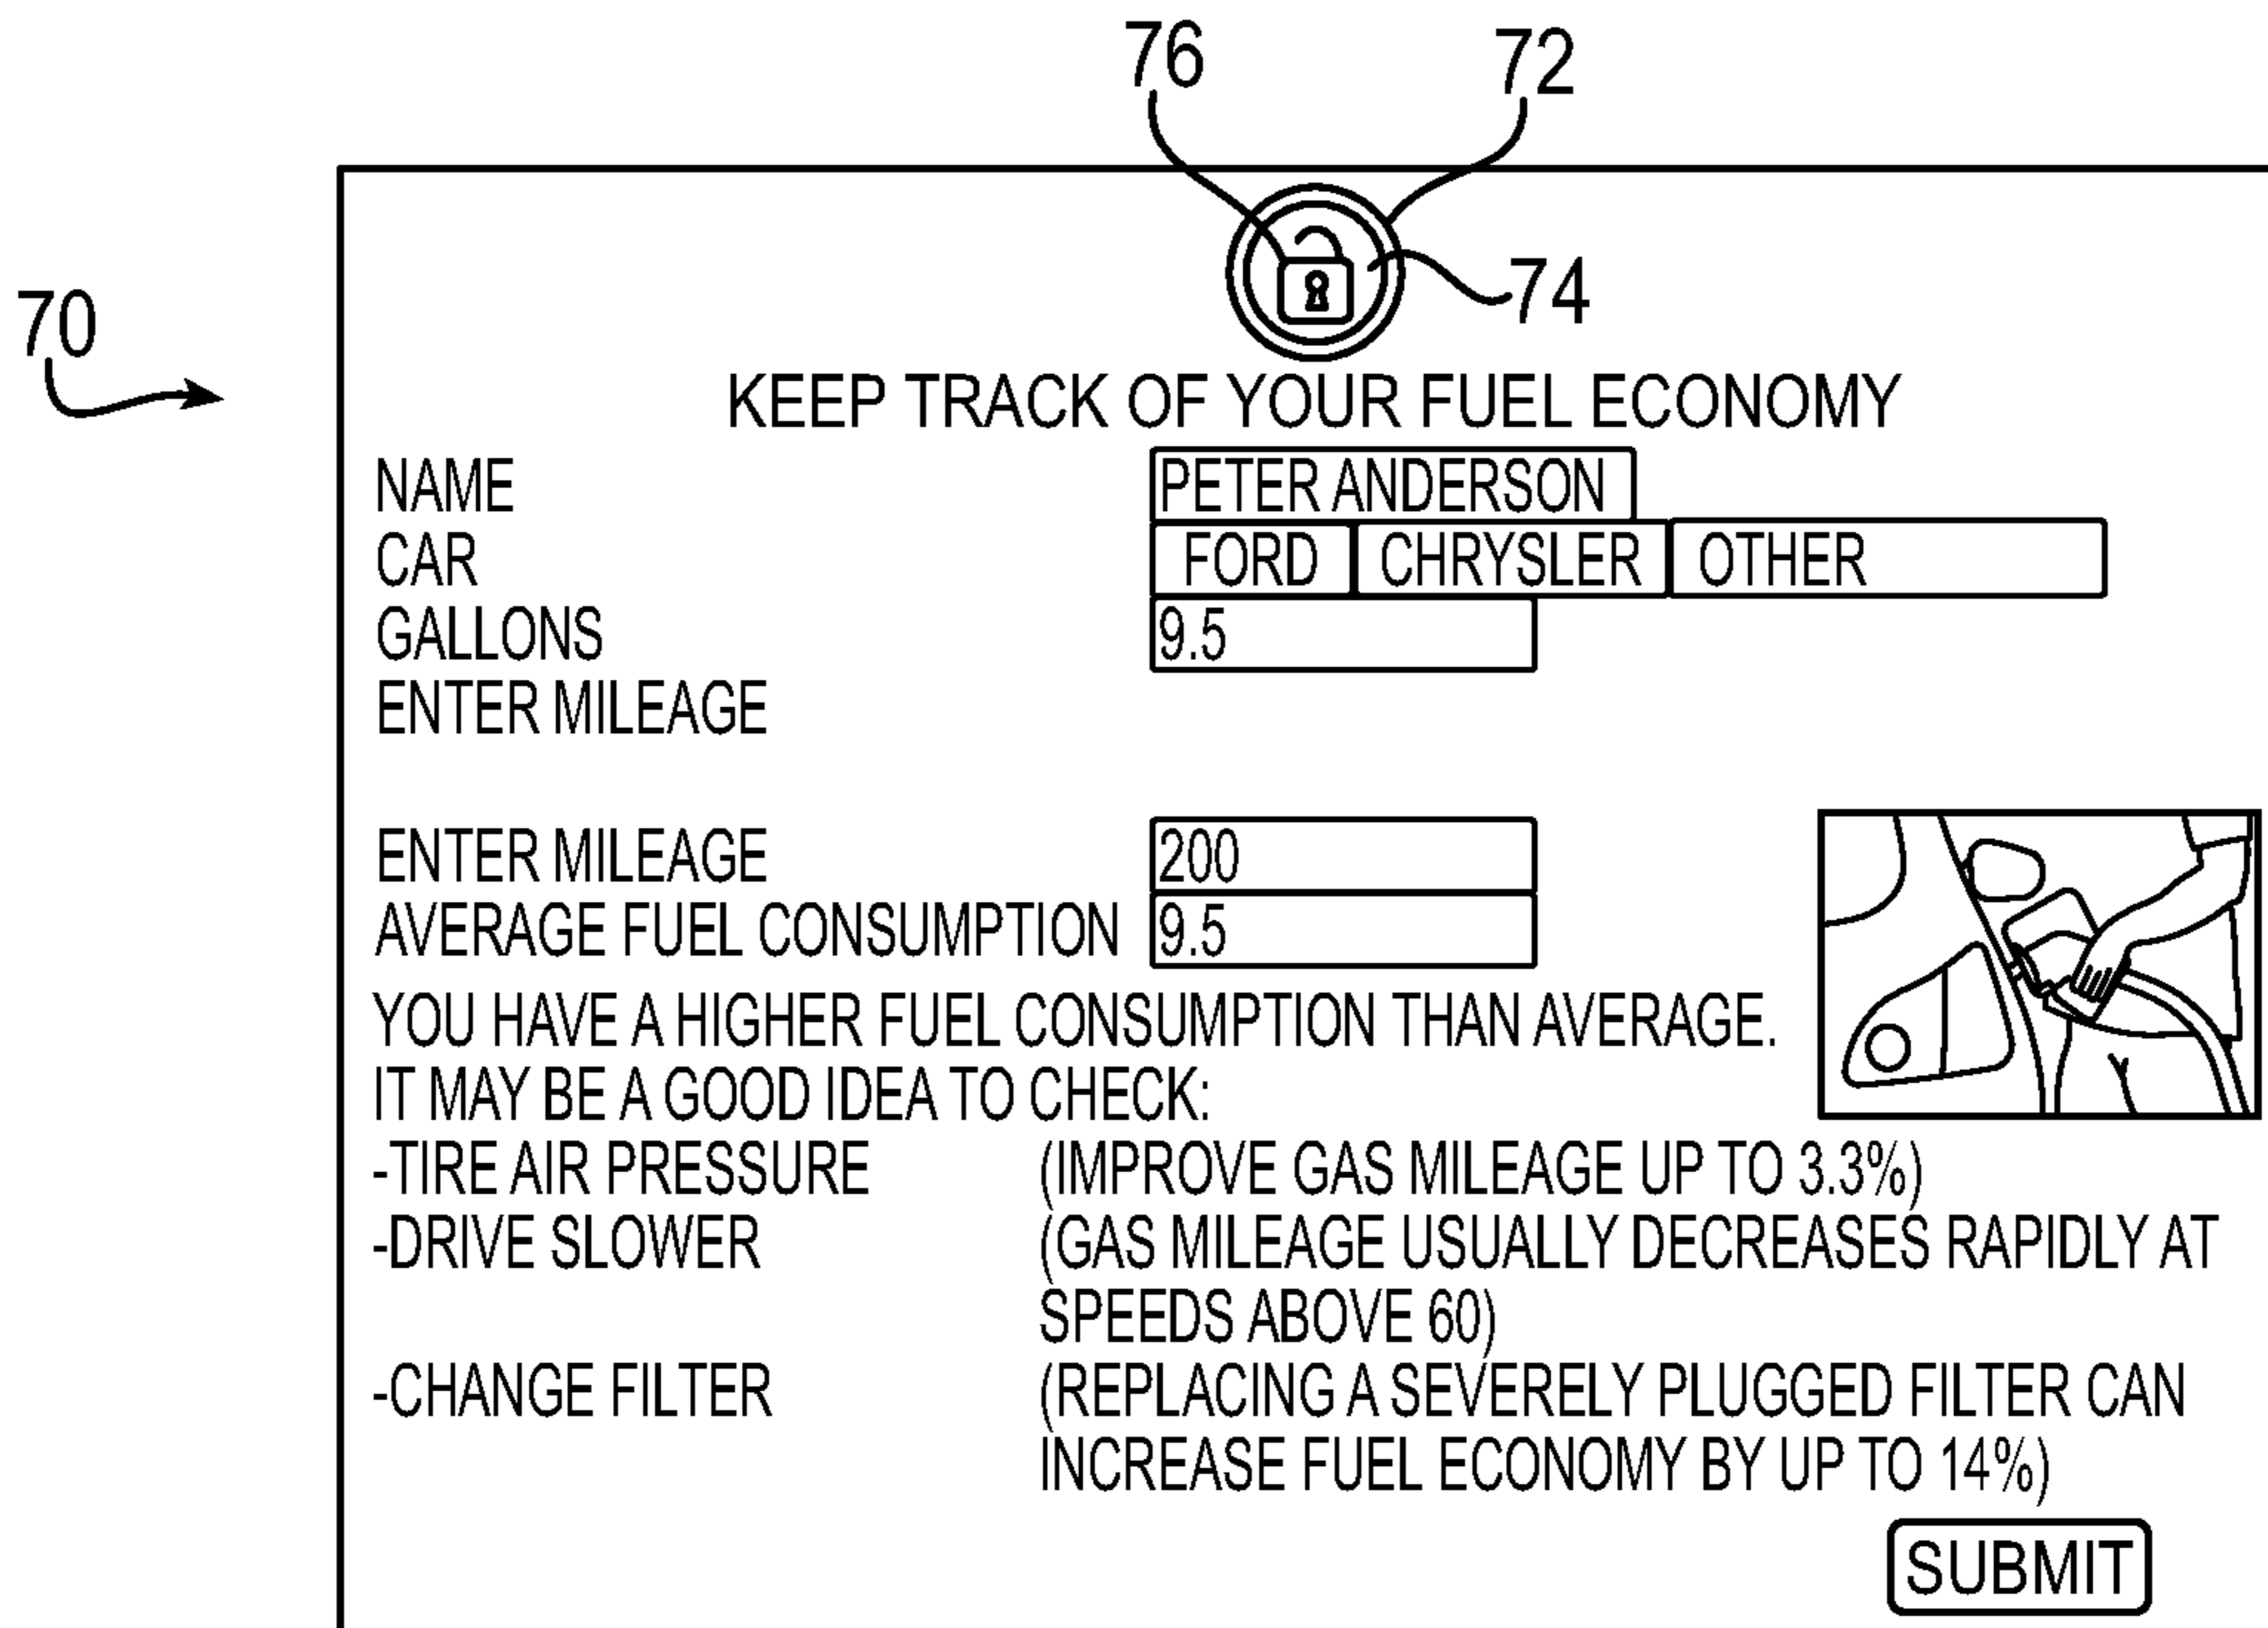 76 72
74
70
KEEP TRACK OF YOUR FUEL ECONOMY
NAME PETER ANDERSON
CAR FORD CHRYSLER OTHER
GALLONS 9.5
ENTER MILEAGE
ENTER MILEAGE 200
AVERAGE FUEL CONSUMPTION 9.5
YOU HAVE A HIGHER FUEL CONSUMPTION THAN AVERAGE.
IT MAY BE A GOOD IDEA TO CHECK:
-TIRE AIR PRESSURE (IMPROVE GAS MILEAGE UP TO 3.3%)
-DRIVE SLOWER (GAS MILEAGE USUALLY DECREASES RAPIDLY AT
SPEEDS ABOVE 60)
-CHANGE FILTER (REPLACING A SEVERELY PLUGGED FILTER CAN
INCREASE FUEL ECONOMY BY UP TO 14%)
SUBMIT